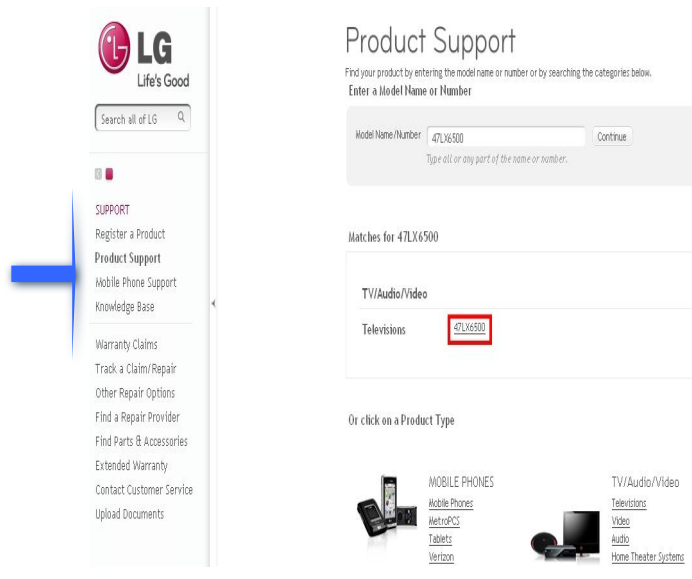 LG
Life's Good
Search all of LG
SUPPORT
Register a Product
Product Support
Mobile Phone Support
Knowledge Base
Warranty Claims
Track a Claim/Repair
Other Repair Options
Find a Repair Provider
Find Parts & Accessories
Extended Warranty
Contact Customer Service
Upload Documents
Product Support
Find your product by entering the model name or number or by searching the categories below.
Enter a Model Name or Number
Model Name/Number 47LX6500 Continue
Type all or any part of the name or number.
Matches for 47LX6500
TV/Audio/Video
Televisions 47LX6500
Or click on a Product Type
MOBILE PHONES
Mobile Phones
MetroPCS
Tablets
Verizon
TV/Audio/Video
Televisions
Video
Audio
Home Theater Systems